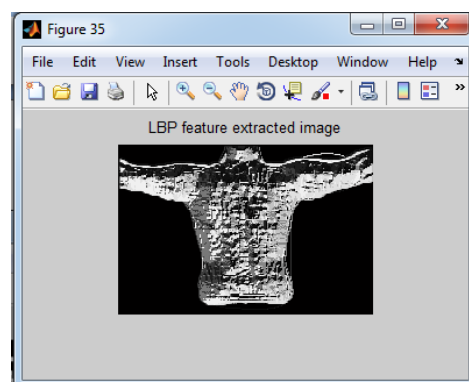 Figure 35
File Edit View Insert Tools Desktop Window Help
LBP feature extracted image